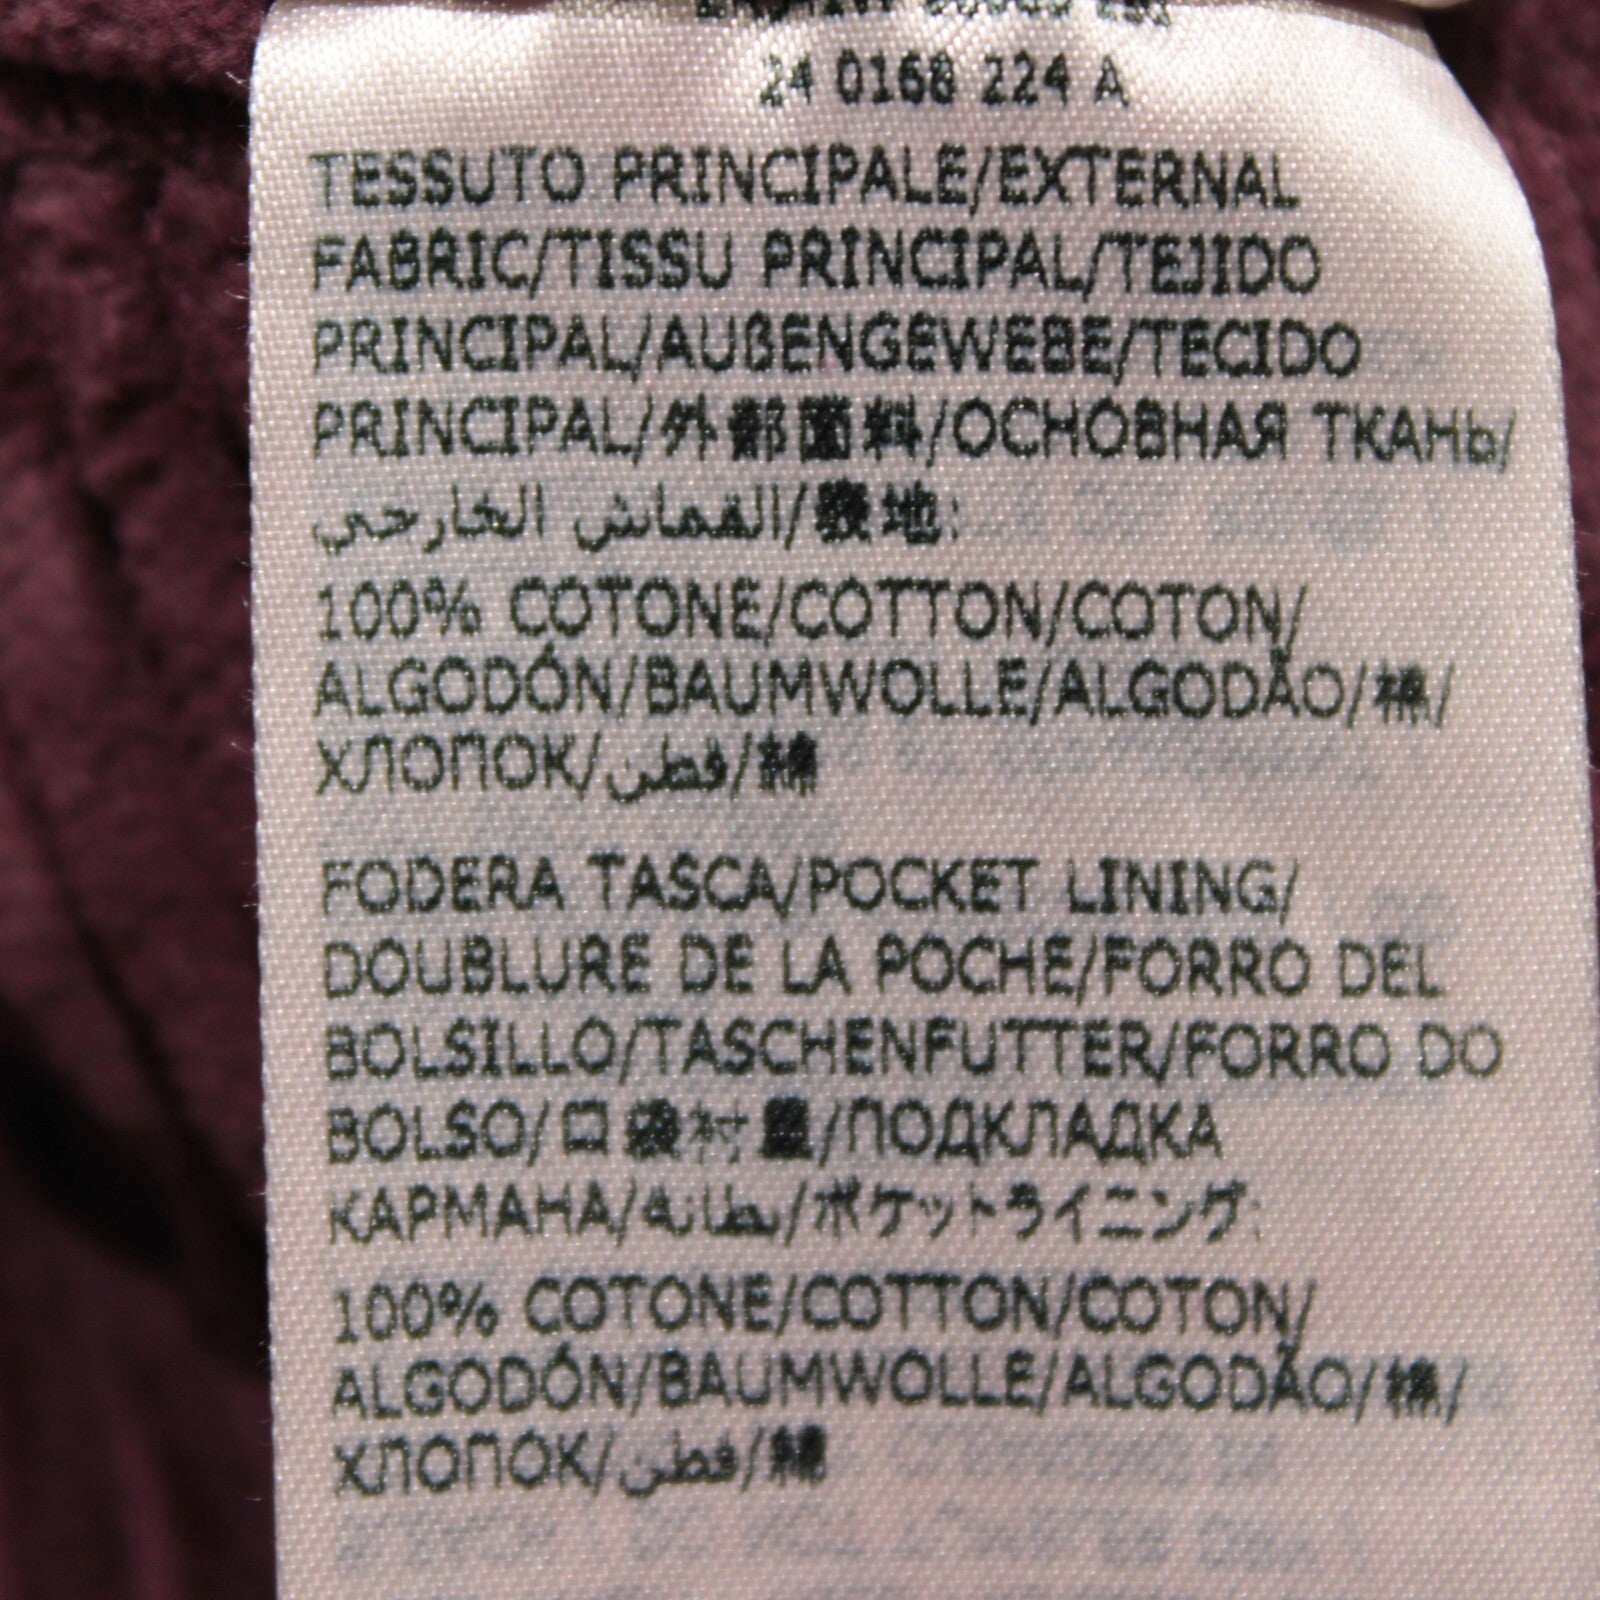 24 0168 224 A
TESSUTO PRINCIPALE/EXTERNAL
FABRIC/TISSU PRINCIPAL/TEJIDO
PRINCIPAL/AUßENGEWEBE/TECIDO
PRINCIPAL/外部面料/ОСНОВНАЯ ТКАНЬ/
القماش الخارجي/表地:
100% COTONE/COTTON/COTON/
ALGODÓN/BAUMWOLLE/ALGODÃO/棉/
ХЛОПОК/قطن/綿
FODERA TASCA/POCKET LINING/
DOUBLURE DE LA POCHE/FORRO DEL
BOLSILLO/TASCHENFUTTER/FORRO DO
BOLSO/口袋衬里/ПОДКЛАДКА
КАРМАНА/بطانة/ポケットライニング:
100% COTONE/COTTON/COTON/
ALGODÓN/BAUMWOLLE/ALGODÃO/棉/
ХЛОПОК/قطن/綿